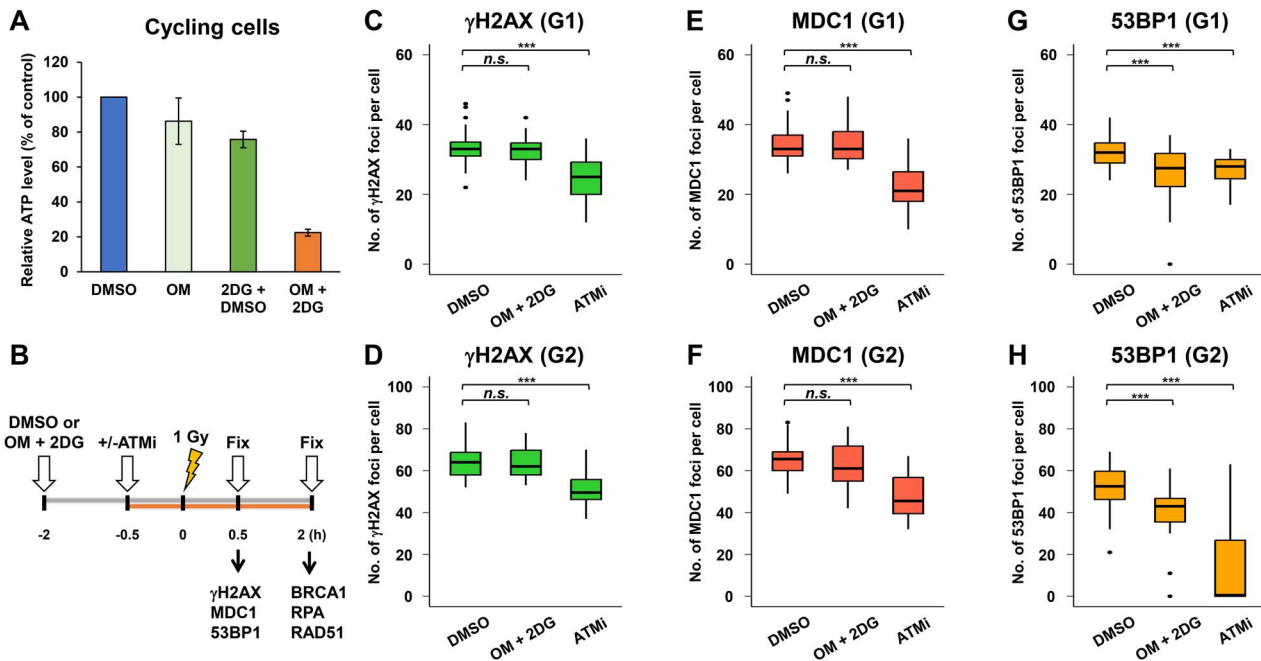 A
Cycling cells
Relative ATP level (% of control)
120
100
80
60
40
20
0
DMSO
OM
2DG +
DMSO
OM +
2DG
B
DMSO or
OM + 2DG
+/-ATMi
1 Gy
Fix
Fix
-2
-0.5
0
0.5
2 (h)
γH2AX
MDC1
53BP1
BRCA1
RPA
RAD51
C
γH2AX (G1)
No. of γH2AX foci per cell
60
40
20
0
***
n.s.
DMSO
OM + 2DG
ATMi
D
γH2AX (G2)
No. of γH2AX foci per cell
100
80
60
40
20
0
***
n.s.
DMSO
OM + 2DG
ATMi
E
MDC1 (G1)
No. of MDC1 foci per cell
60
40
20
0
***
n.s.
DMSO
OM + 2DG
ATMi
F
MDC1 (G2)
No. of MDC1 foci per cell
100
80
60
40
20
0
***
n.s.
DMSO
OM + 2DG
ATMi
G
53BP1 (G1)
No. of 53BP1 foci per cell
60
40
20
0
***
***
DMSO
OM + 2DG
ATMi
H
53BP1 (G2)
No. of 53BP1 foci per cell
100
80
60
40
20
0
***
***
DMSO
OM + 2DG
ATMi